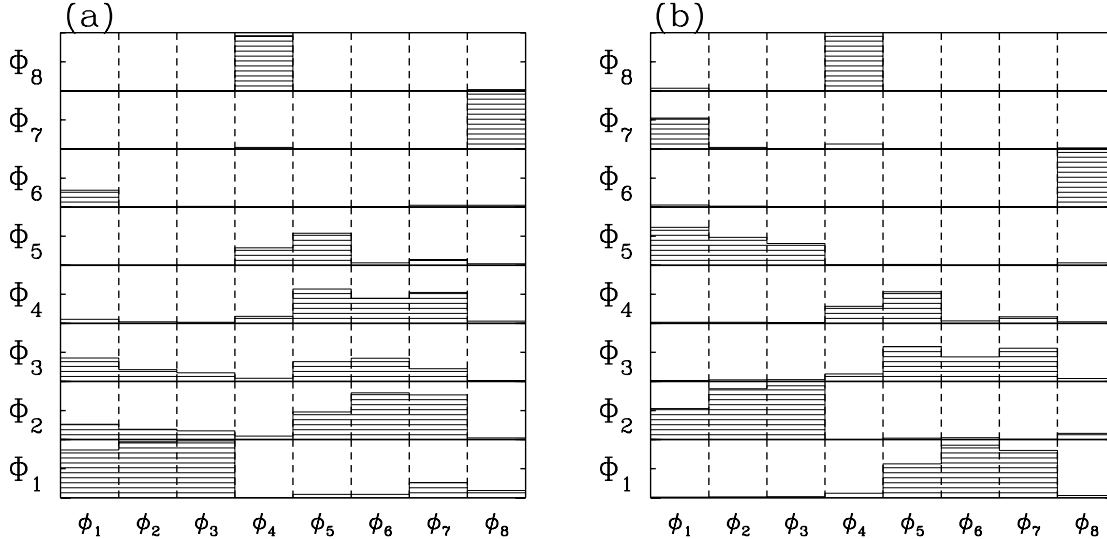 (a) (b)
Φ₈ Φ₈
Φ₇ Φ₇
Φ₆ Φ₆
Φ₅ Φ₅
Φ₄ Φ₄
Φ₃ Φ₃
Φ₂ Φ₂
Φ₁ Φ₁
ϕ₁ ϕ₂ ϕ₃ ϕ₄ ϕ₅ ϕ₆ ϕ₇ ϕ₈ ϕ₁ ϕ₂ ϕ₃ ϕ₄ ϕ₅ ϕ₆ ϕ₇ ϕ₈